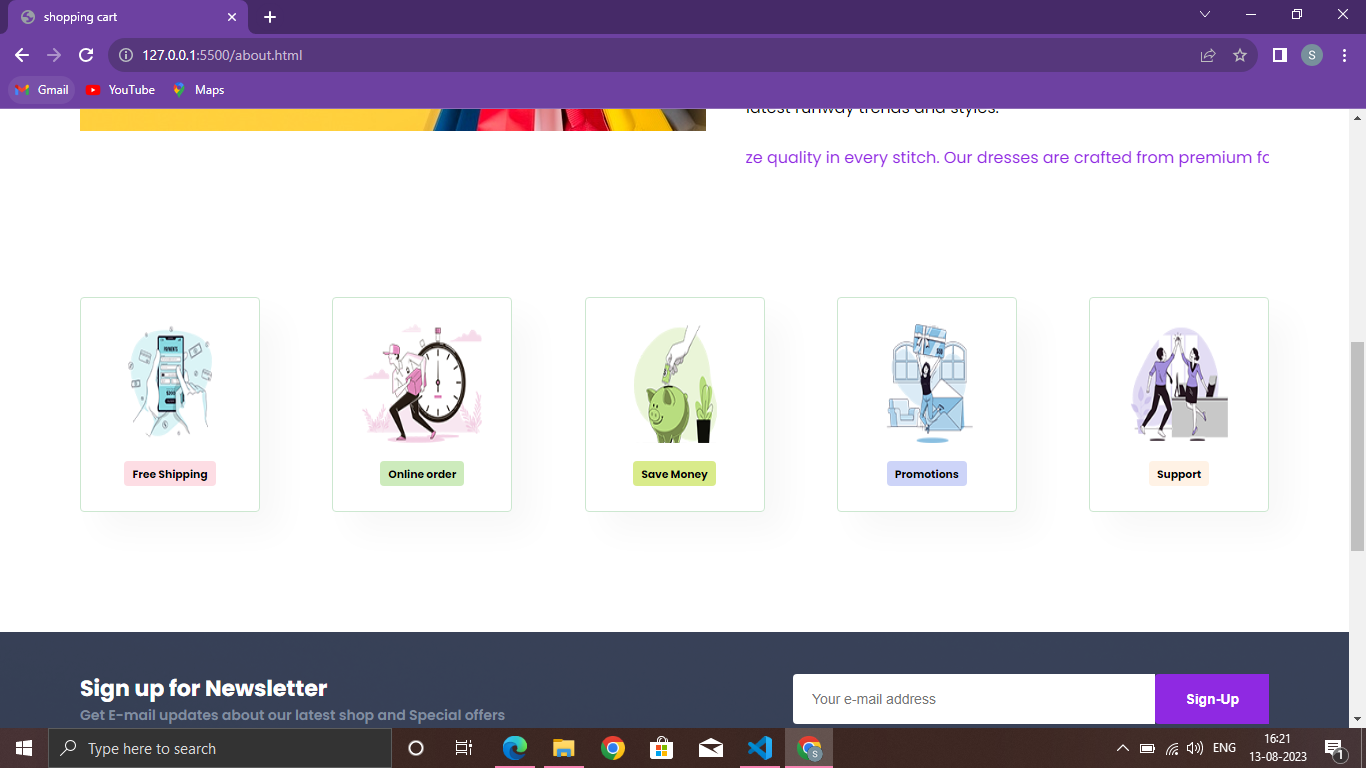 shopping cart
127.0.0.1:5500/about.html
S
Gmail
YouTube
Maps
latest runway trends and styles.
ze quality in every stitch. Our dresses are crafted from premium fo
PAYMENTS
Free Shipping
Online order
Save Money
Promotions
Support
Sign up for Newsletter
Get E-mail updates about our latest shop and Special offers
Your e-mail address
Sign-Up
Type here to search
S
ENG
16:21
13-08-2023
1